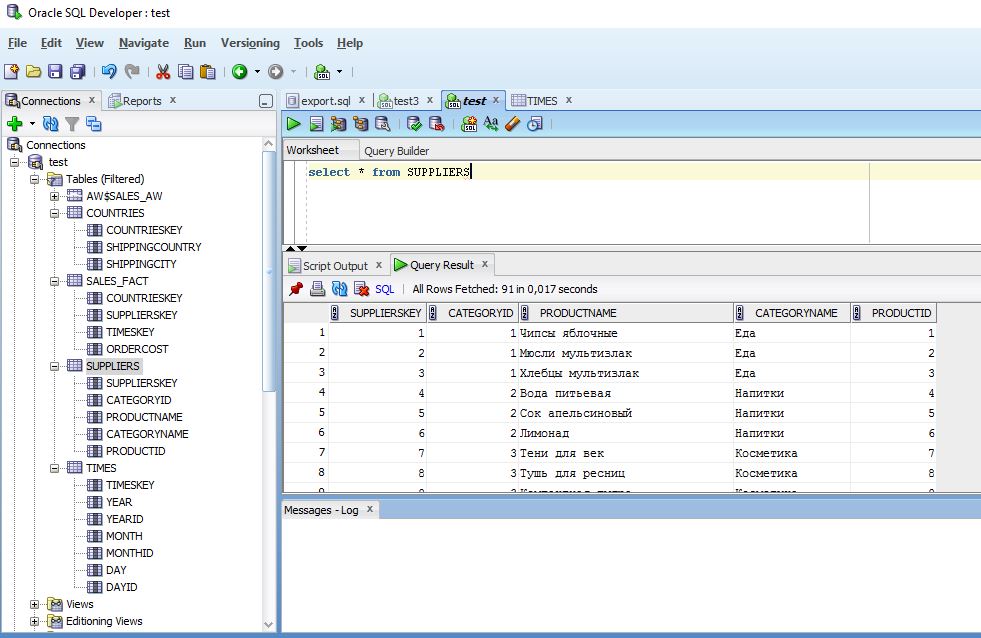 Oracle SQL Developer : test
File Edit View Navigate Run Versioning Tools Help
Connections x Reports x
export.sql x test3 x test x TIMES x
Worksheet Query Builder
select * from SUPPLIERS
Connections
test
Tables (Filtered)
AW$SALES_AW
COUNTRIES
COUNTRIESKEY
SHIPPINGCOUNTRY
SHIPPINGCITY
SALES_FACT
COUNTRIESKEY
SUPPLIERSKEY
TIMESKEY
ORDERCOST
SUPPLIERS
SUPPLIERSKEY
CATEGORYID
PRODUCTNAME
CATEGORYNAME
PRODUCTID
TIMES
TIMESKEY
YEAR
YEARID
MONTH
MONTHID
DAY
DAYID
Views
Editioning Views
Script Output x Query Result x
SQL | All Rows Fetched: 91 in 0,017 seconds
SUPPLIERSKEY CATEGORYID PRODUCTNAME CATEGORYNAME PRODUCTID
1 1 1 Чипсы яблочные Еда 1
2 2 1 Мюсли мультизлак Еда 2
3 3 1 Хлебцы мультизлак Еда 3
4 4 2 Вода питьевая Напитки 4
5 5 2 Сок апельсиновый Напитки 5
6 6 2 Лимонад Напитки 6
7 7 3 Тени для век Косметика 7
8 8 3 Тушь для ресниц Косметика 8
Messages - Log x